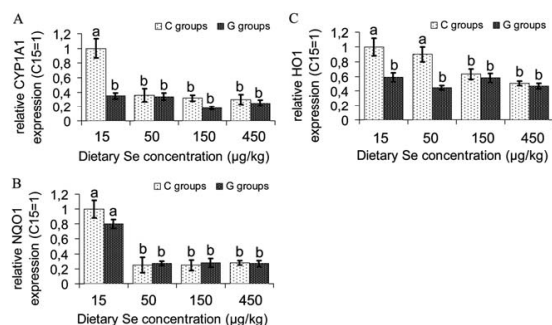 A
C groups G groups
relative CYP1A1
expression (C15=1)
1,2
1
0,8
0,6
0,4
0,2
0
a b b b b b b b
15 50 150 450
Dietary Se concentration (µg/kg)
B
C groups G groups
relative NQO1
expression (C15=1)
1,2
1
0,8
0,6
0,4
0,2
0
a a b b b b b b
15 50 150 450
Dietary Se concentration (µg/kg)
C
C groups G groups
relative HO1
expression (C15=1)
1,2
1
0,8
0,6
0,4
0,2
0
a b a b b b b b
15 50 150 450
Dietary Se concentration (µg/kg)